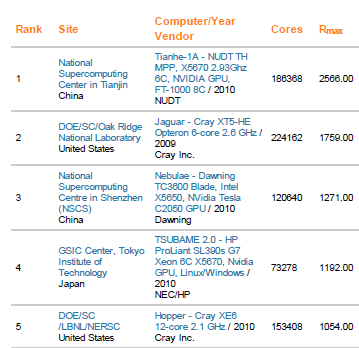 Rank Site Computer/Year Vendor Cores Rmax
1
National
Supercomputing
Center in Tianjin
China
Tianhe-1A - NUDT TH
MPP, X5670 2.93Ghz
6C, NVIDIA GPU,
FT-1000 8C / 2010
NUDT
186368
2566.00
2
DOE/SC/Oak Ridge
National Laboratory
United States
Jaguar - Cray XT5-HE
Opteron 6-core 2.6 GHz /
2009
Cray Inc.
224162
1759.00
3
National
Supercomputing
Centre in Shenzhen
(NSCS)
China
Nebulae - Dawning
TC3600 Blade, Intel
X5650, NVidia Tesla
C2050 GPU / 2010
Dawning
120640
1271.00
4
GSIC Center, Tokyo
Institute of
Technology
Japan
TSUBAME 2.0 - HP
ProLiant SL390s G7
Xeon 6C X5670, Nvidia
GPU, Linux/Windows /
2010
NEC/HP
73278
1192.00
5
DOE/SC
/LBNL/NERSC
United States
Hopper - Cray XE6
12-core 2.1 GHz / 2010
Cray Inc.
153408
1054.00